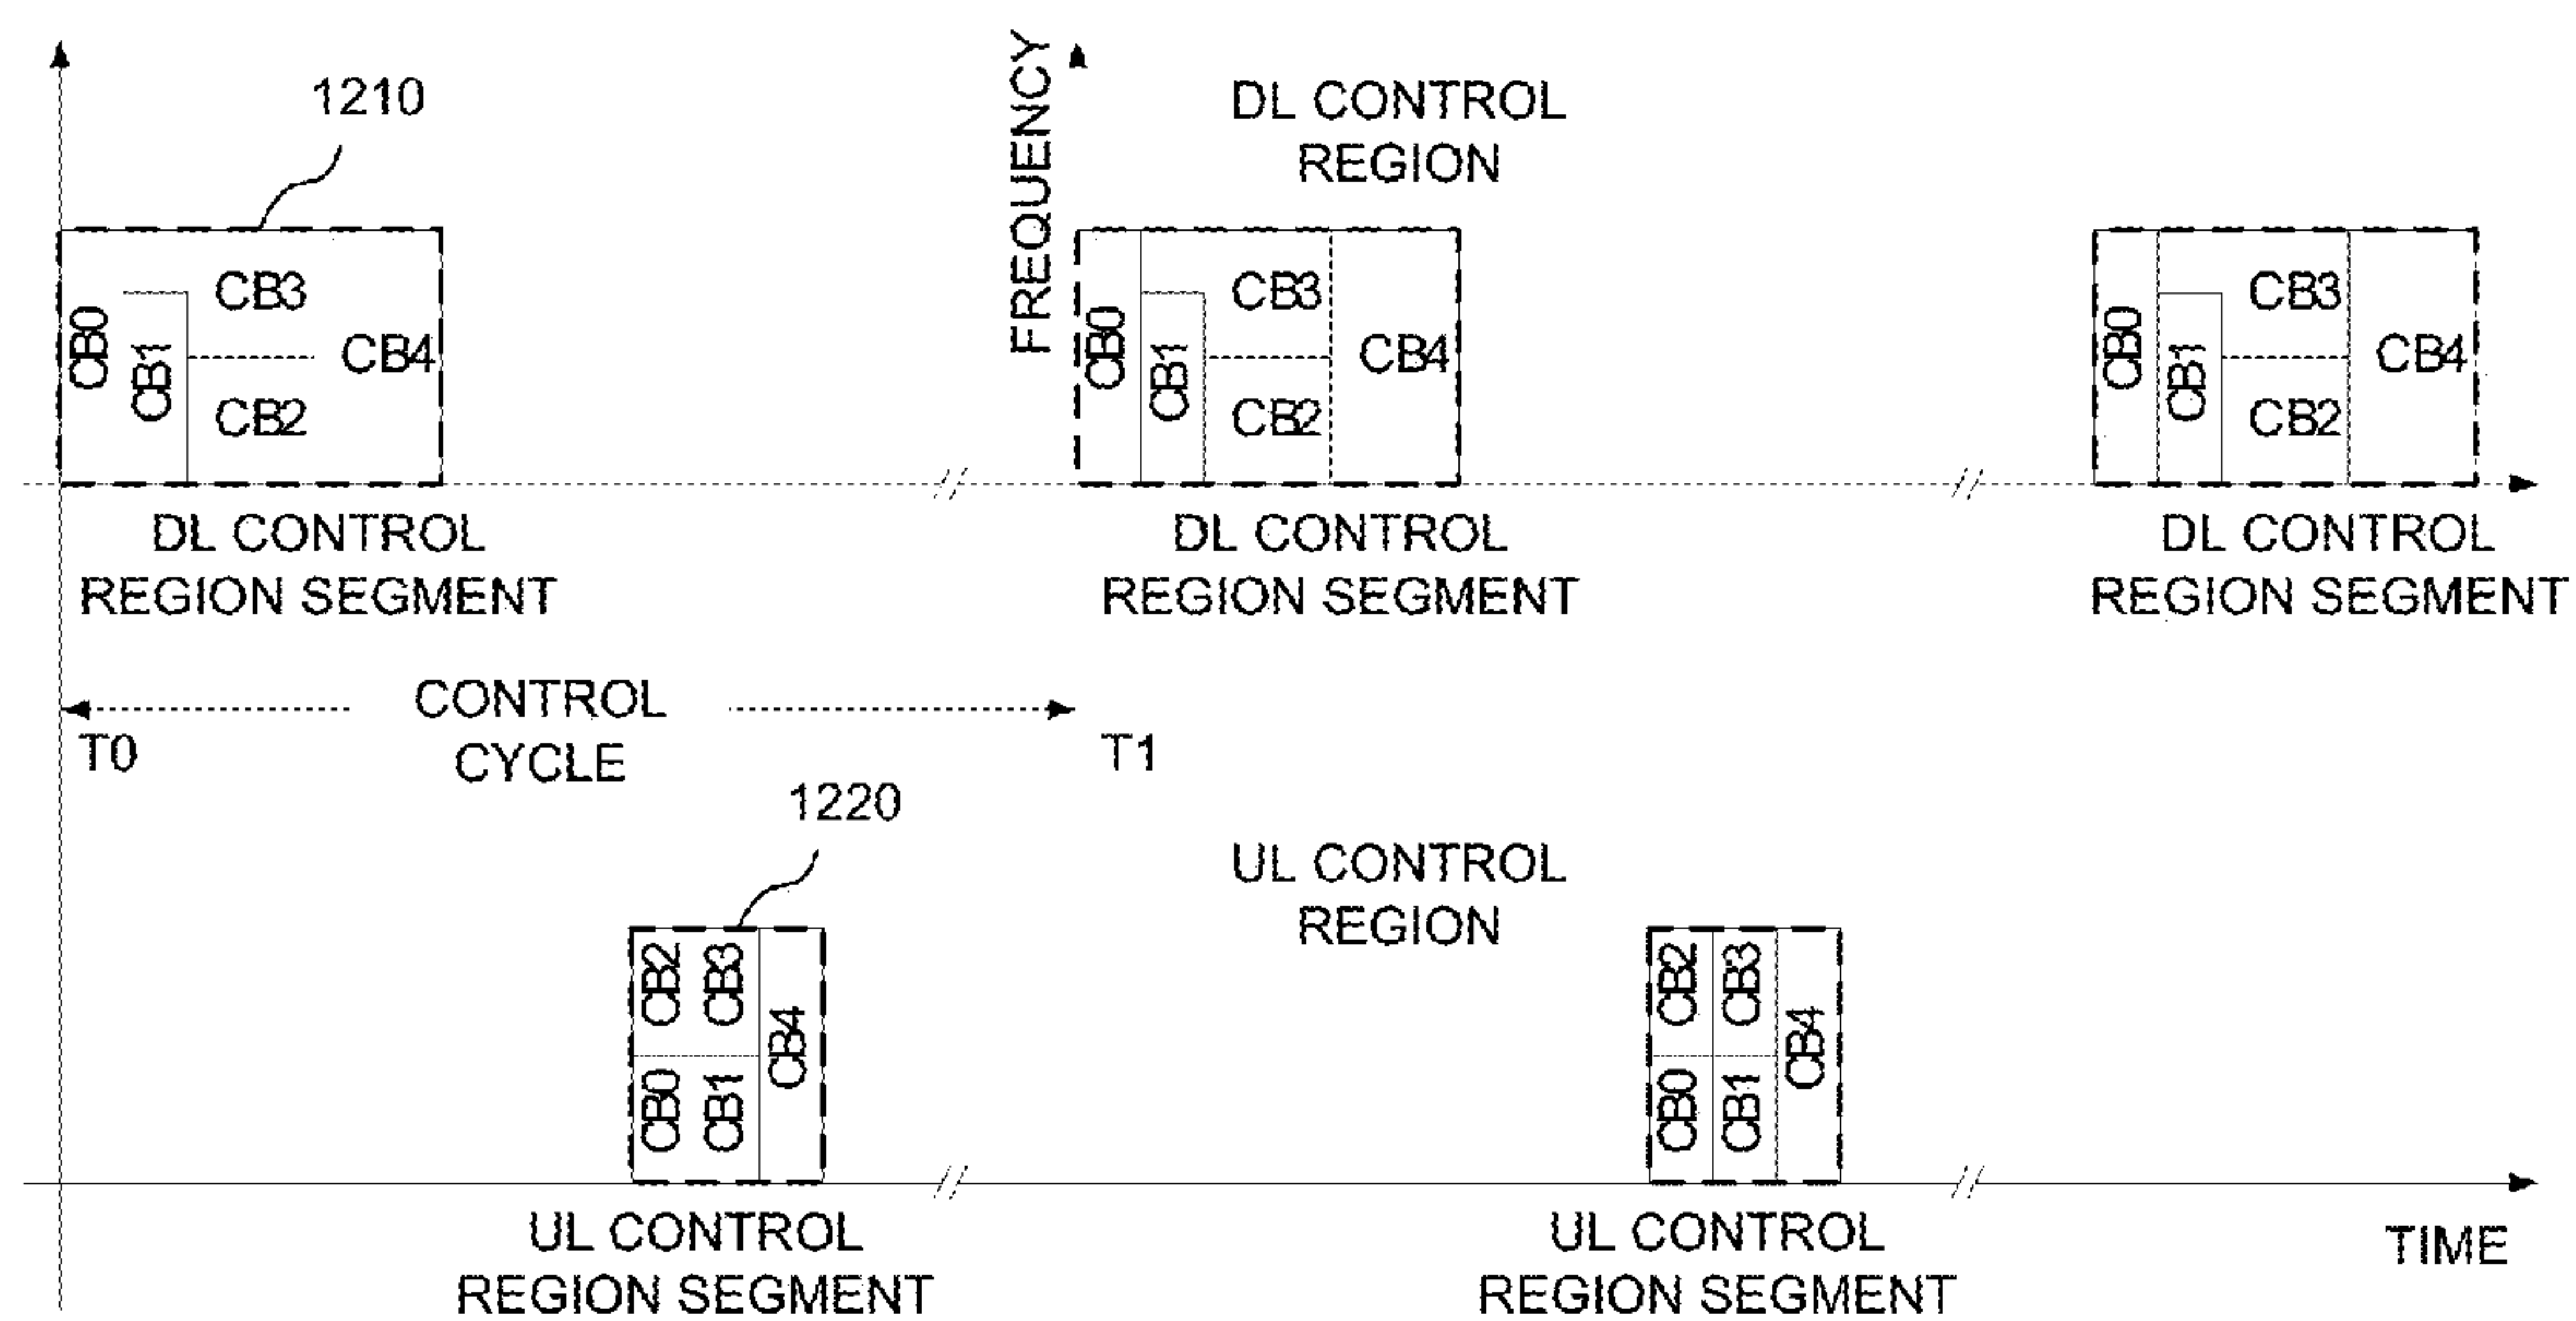 1210
FREQUENCY
DL CONTROL
REGION
CB0
CB1
CB3
CB2
CB4
CB0
CB1
CB3
CB2
CB4
CB0
CB1
CB3
CB2
CB4
DL CONTROL
REGION SEGMENT
DL CONTROL
REGION SEGMENT
DL CONTROL
REGION SEGMENT
CONTROL
CYCLE
T0
T1
1220
UL CONTROL
REGION
CB2
CB3
CB0
CB1
CB4
CB2
CB3
CB0
CB1
CB4
UL CONTROL
REGION SEGMENT
UL CONTROL
REGION SEGMENT
TIME